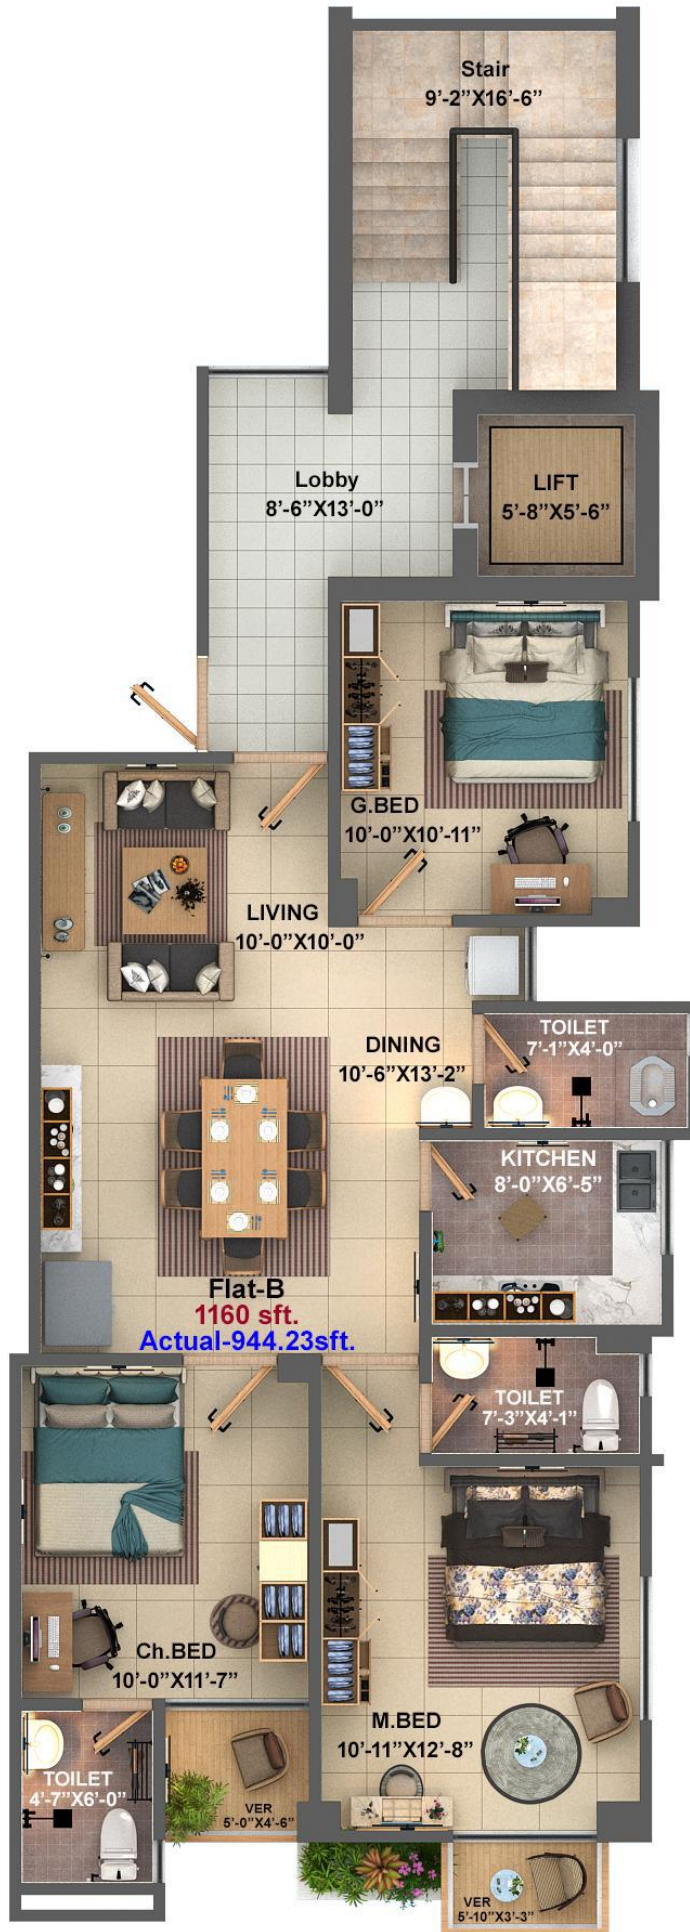 Stair
9'-2"X16'-6"
Lobby
8'-6"X13'-0"
LIFT
5'-8"X5'-6"
G.BED
10'-0"X10'-11"
LIVING
10'-0"X10'-0"
DINING
10'-6"X13'-2"
TOILET
7'-1"X4'-0"
KITCHEN
8'-0"X6'-5"
Flat-B
1160 sft.
Actual-944.23sft.
TOILET
7'-3"X4'-1"
Ch.BED
10'-0"X11'-7"
M.BED
10'-11"X12'-8"
TOILET
4'-7"X6'-0"
VER
5'-0"X4'-6"
VER
5'-10"X3'-3"